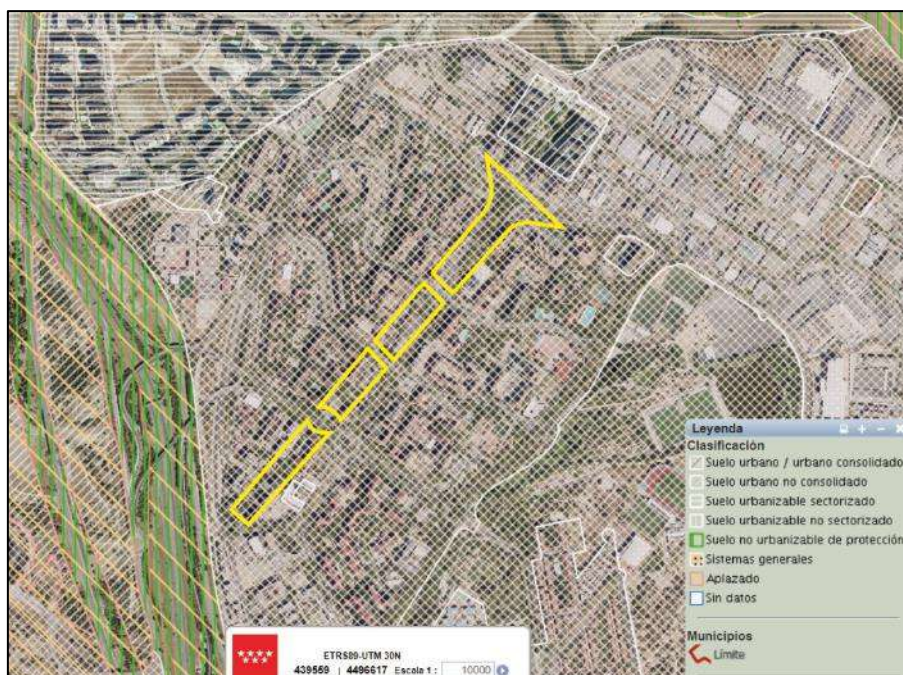 Leyenda
Clasificación
Suelo urbano / urbano consolidado
Suelo urbano no consolidado
Suelo urbanizable sectorizado
Suelo urbanizable no sectorizado
Suelo no urbanizable de protección
Sistemas generales
Aplazado
Sin datos
Municipios
Límite
ETRS89-UTM 30N
439559 | 4496617 Escala 1 : 10000